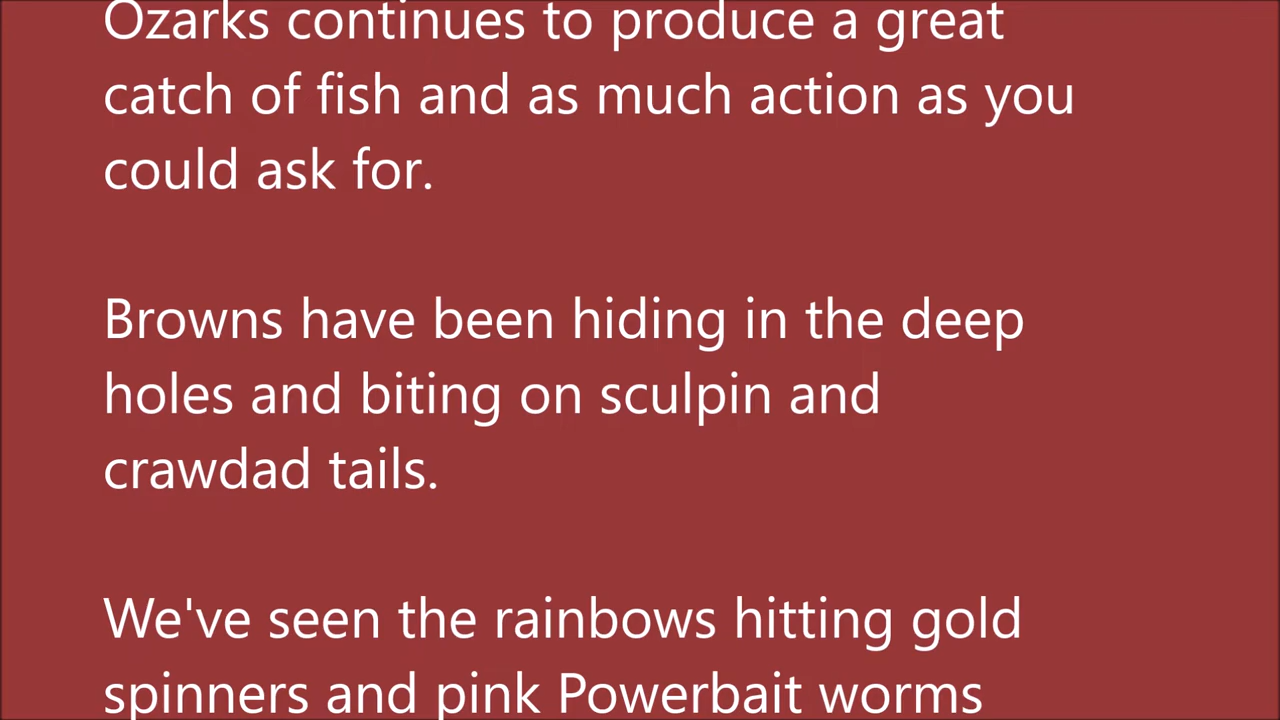 Ozarks continues to produce a great
catch of fish and as much action as you
could ask for.
Browns have been hiding in the deep
holes and biting on sculpin and
crawdad tails.
We've seen the rainbows hitting gold
spinners and pink Powerbait worms